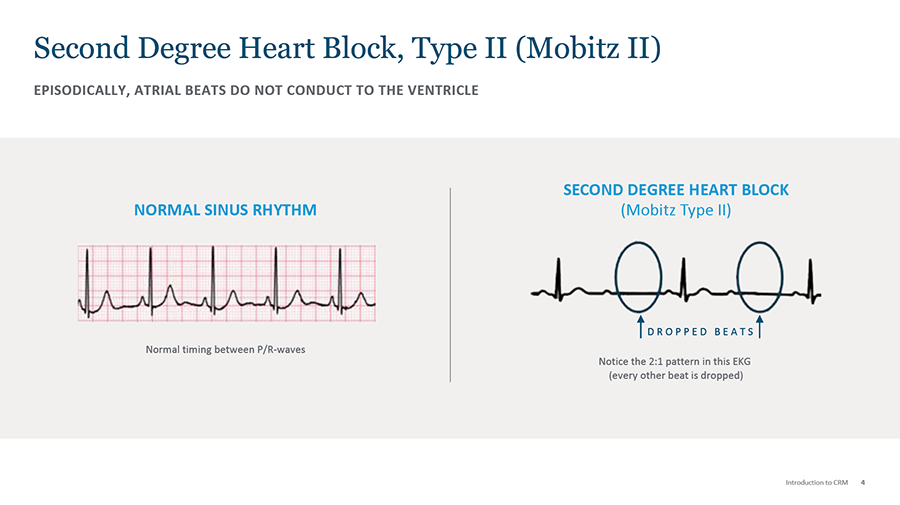 Second Degree Heart Block, Type II (Mobitz II)
EPISODICALLY, ATRIAL BEATS DO NOT CONDUCT TO THE VENTRICLE
NORMAL SINUS RHYTHM
Normal timing between P/R-waves
SECOND DEGREE HEART BLOCK
(Mobitz Type II)
DROPPED BEATS
Notice the 2:1 pattern in this EKG
(every other beat is dropped)
Introduction to CRM 4